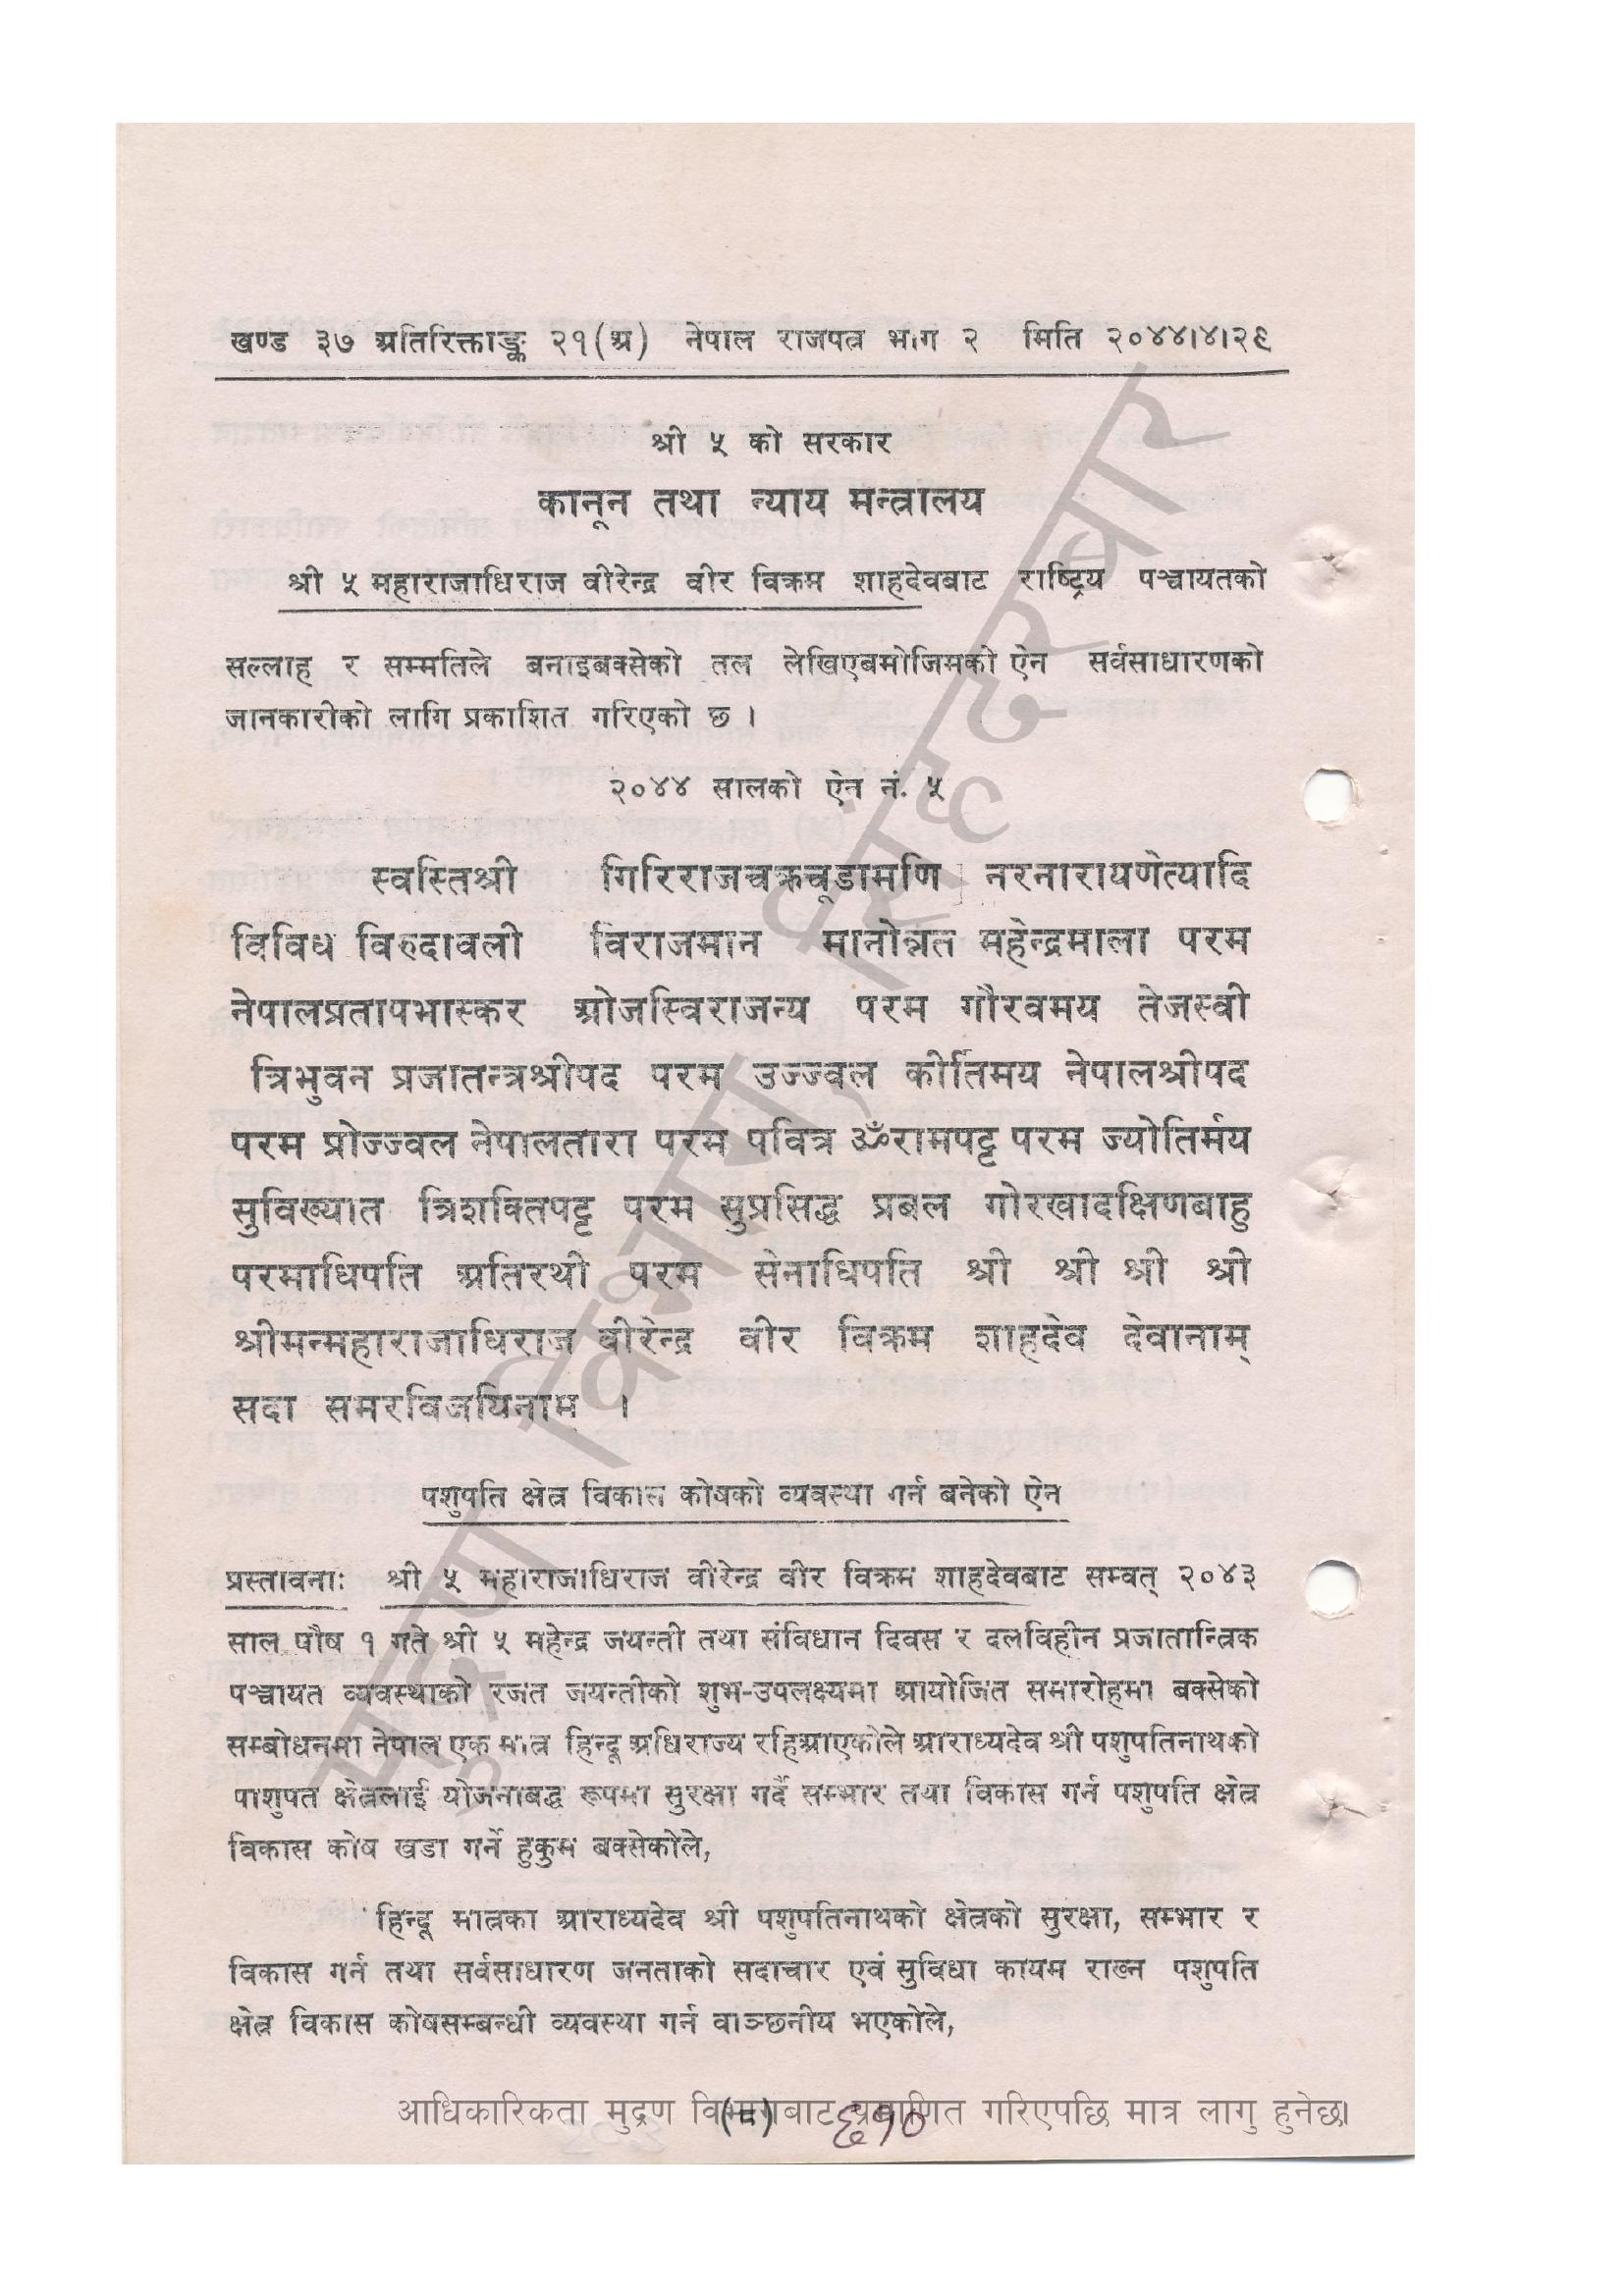 खण्ड ३७ अतिरिक्ताङ्क २१(अ) नेपाल राजपत्र भाग २ मिति २०४४।४।२९
श्री ५ को सरकार
कानून तथा न्याय मन्त्रालय
श्री ५ महाराजाधिराज वीरेन्द्र वीर विक्रम शाहदेवबाट राष्ट्रिय पञ्चायतको
सल्लाह र सम्मतिले बनाइबक्सेको तल लेखिएबमोजिमको ऐन सर्वसाधारणको
जानकारीको लागि प्रकाशित गरिएको छ ।
२०४४ सालको ऐन नं. ५
स्वस्तिश्री गिरिराजचक्रचूडामणि नरनारायणेत्यादि
विविध विरुदावली विराजमान मानोन्नत महेन्द्रमाला परम
नेपालप्रतापभास्कर ओजस्विराजन्य परम गौरवमय तेजस्वी
त्रिभुवन प्रजातन्त्रश्रीपद परम उज्ज्वल कीर्तिमय नेपालश्रीपद
परम प्रोज्ज्वल नेपालतारा परम पवित्र ॐरामपट्ट परम ज्योतिर्मय
सुविख्यात त्रिशक्तिपट्ट परम सुप्रसिद्ध प्रबल गोरखादक्षिणबाहु
परमाधिपति अतिरथी परम सेनाधिपति श्री श्री श्री श्री
श्रीमन्महाराजाधिराज वीरेन्द्र वीर विक्रम शाहदेव देवानाम्
सदा समरविजयिनाम् ।
पशुपति क्षेत्र विकास कोषको व्यवस्था गर्न बनेको ऐन
प्रस्तावनाः श्री ५ महाराजाधिराज वीरेन्द्र वीर विक्रम शाहदेवबाट सम्वत् २०४३
साल पौष १ गते श्री ५ महेन्द्र जयन्ती तथा संविधान दिवस र दलविहीन प्रजातान्त्रिक
पञ्चायत व्यवस्थाको रजत जयन्तीको शुभ-उपलक्ष्यमा आयोजित समारोहमा बक्सेको
सम्बोधनमा नेपाल एक मात्र हिन्दू अधिराज्य रहिआएकोले आराध्यदेव श्री पशुपतिनाथको
पाशुपत क्षेत्रलाई योजनाबद्ध रूपमा सुरक्षा गर्दै सम्भार तथा विकास गर्न पशुपति क्षेत्र
विकास कोष खडा गर्ने हुकुम बक्सेकोले,
हिन्दू मात्रका आराध्यदेव श्री पशुपतिनाथको क्षेत्रको सुरक्षा, सम्भार र
विकास गर्न तथा सर्वसाधारण जनताको सदाचार एवं सुविधा कायम राख्न पशुपति
क्षेत्र विकास कोषसम्बन्धी व्यवस्था गर्न वाञ्छनीय भएकोले,
आधिकारिकता मुद्रण विभागबाट प्रमाणित गरिएपछि मात्र लागु हुनेछ।
(८) ६१०
मुद्रण विभाग, सिंहदरबार